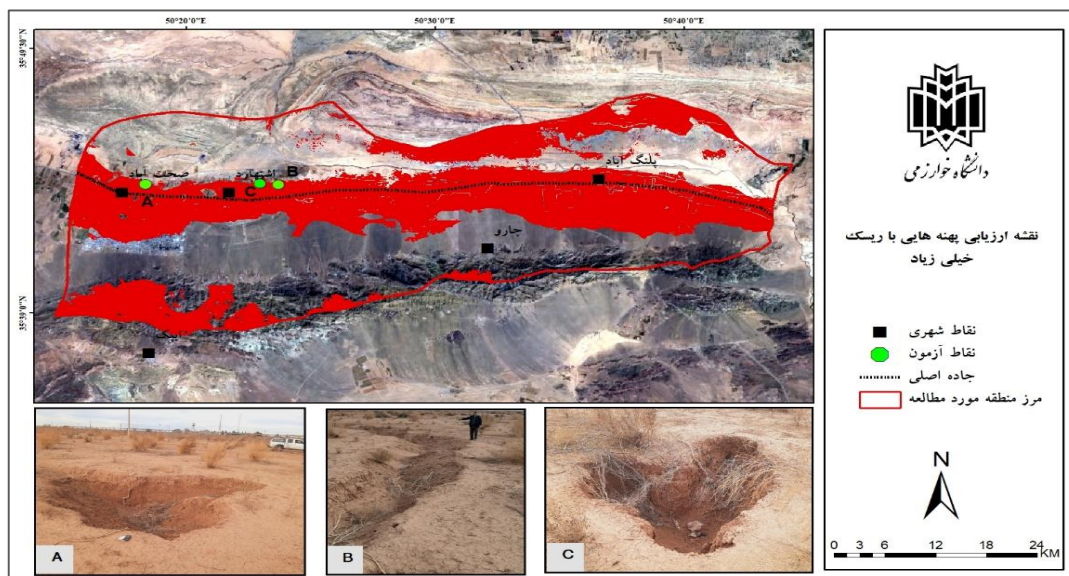 50°20'0"E
50°30'0"E
50°40'0"E
35°40'30"N
صحت آباد
اشتهارد
B
پلنگ آباد
A
C
جارو
35°30'0"N
A
B
C
دانشگاه خوارزمی
نقشه ارزیابی پهنه هایی با ریسک
خیلی زیاد
نقاط شهری
نقاط آزمون
جاده اصلی
مرز منطقه مورد مطالعه
N
0 3 6 12 18 24
KM